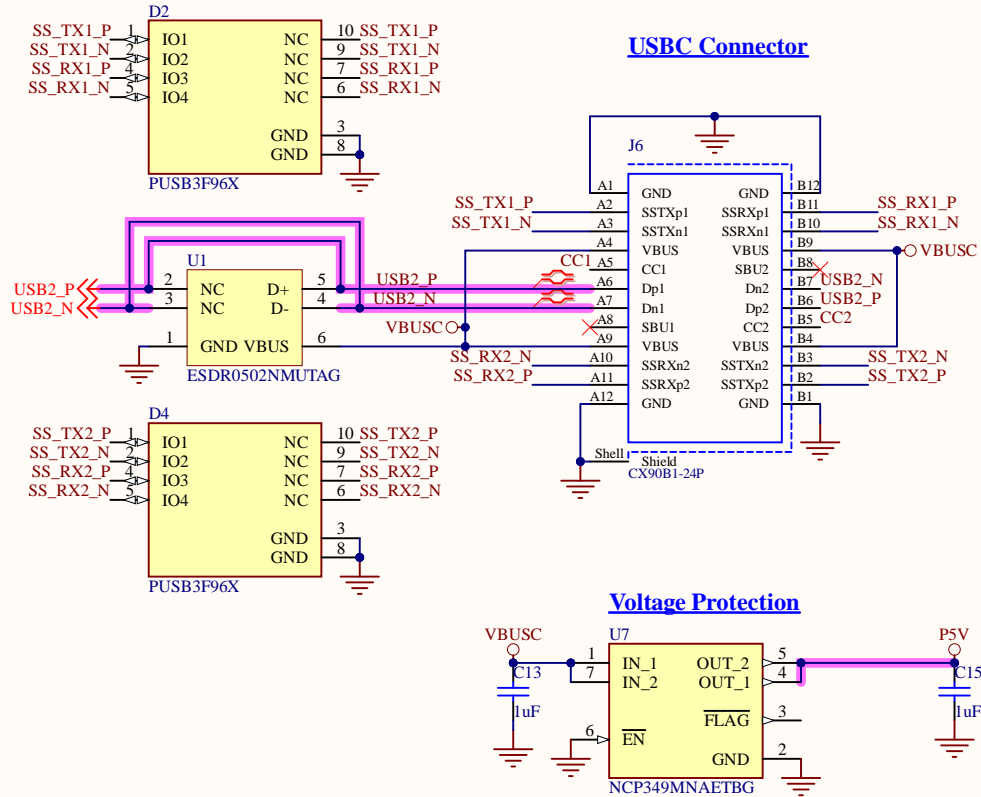 D2
SS_TX1_P 1 IO1 NC 10 SS_TX1_P
SS_TX1_N 2 IO2 NC 9 SS_TX1_N
SS_RX1_P 4 IO3 NC 7 SS_RX1_P
SS_RX1_N 5 IO4 NC 6 SS_RX1_N
GND 3
GND 8
PUSB3F96X
USBC Connector
J6
A1 GND GND B12
SS_TX1_P A2 SSTXp1 SSRXp1 B11 SS_RX1_P
SS_TX1_N A3 SSTXn1 SSRXn1 B10 SS_RX1_N
A4 VBUS VBUS B9 VBUSC
CC1 A5 CC1 SBU2 B8
A6 Dp1 Dn2 B7 USB2_N
A7 Dn1 Dp2 B6 USB2_P
A8 SBU1 CC2 B5 CC2
VBUSC
A9 VBUS VBUS B4
SS_RX2_N A10 SSRXn2 SSTXn2 B3 SS_TX2_N
SS_RX2_P A11 SSRXp2 SSTXp2 B2 SS_TX2_P
A12 GND GND B1
Shell Shield
CX90B1-24P
U1
USB2_P 2 NC D+ 5 USB2_P
USB2_N 3 NC D- 4 USB2_N
1 GND VBUS 6
ESDR0502NMUTAG
D4
SS_TX2_P 1 IO1 NC 10 SS_TX2_P
SS_TX2_N 2 IO2 NC 9 SS_TX2_N
SS_RX2_P 4 IO3 NC 7 SS_RX2_P
SS_RX2_N 5 IO4 NC 6 SS_RX2_N
GND 3
GND 8
PUSB3F96X
Voltage Protection
VBUSC U7 P5V
1 IN_1 OUT_2 5
C13 7 IN_2 OUT_1 4 C15
1uF FLAG 3 1uF
6 EN
GND 2
NCP349MNAETBG